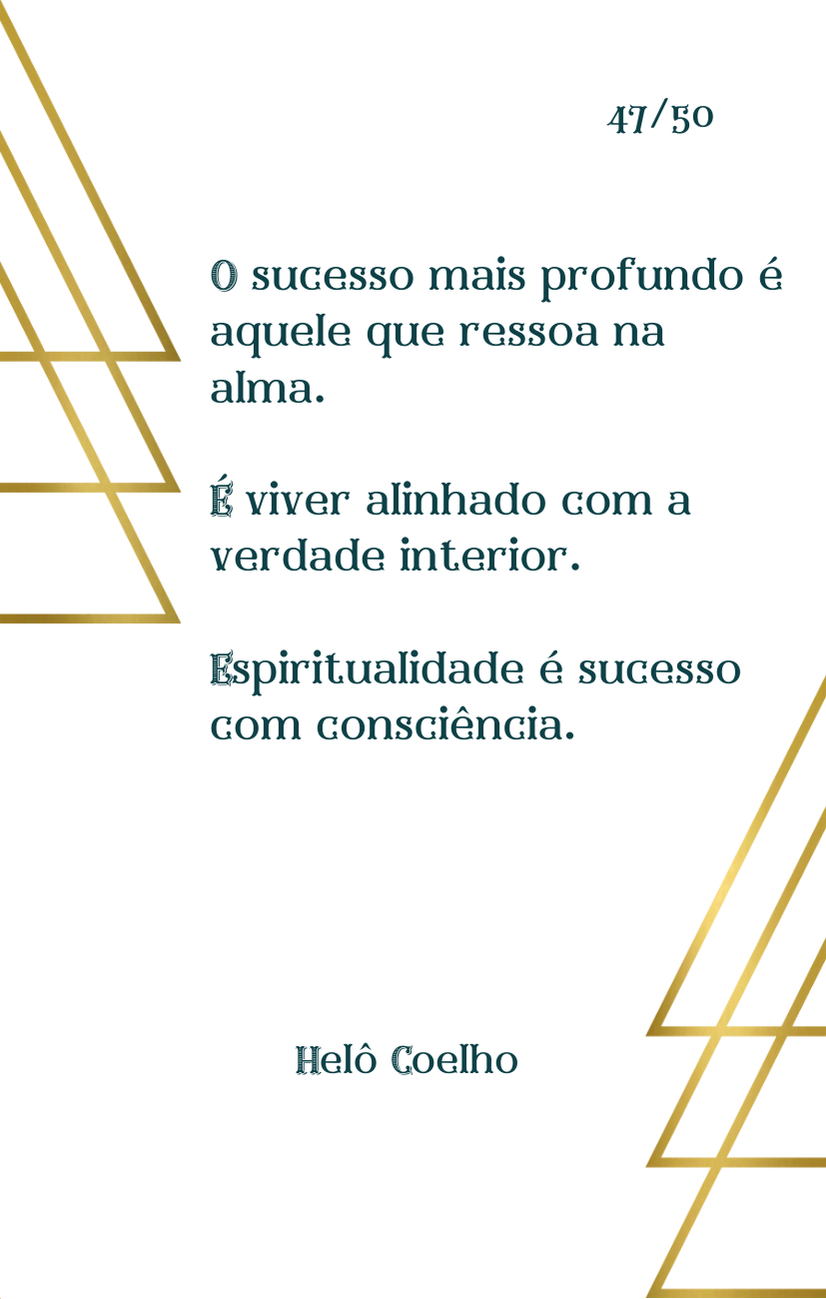 47/50
O sucesso mais profundo é
aquele que ressoa na
alma.
É viver alinhado com a
verdade interior.
Espiritualidade é sucesso
com consciência.
Helô Coelho